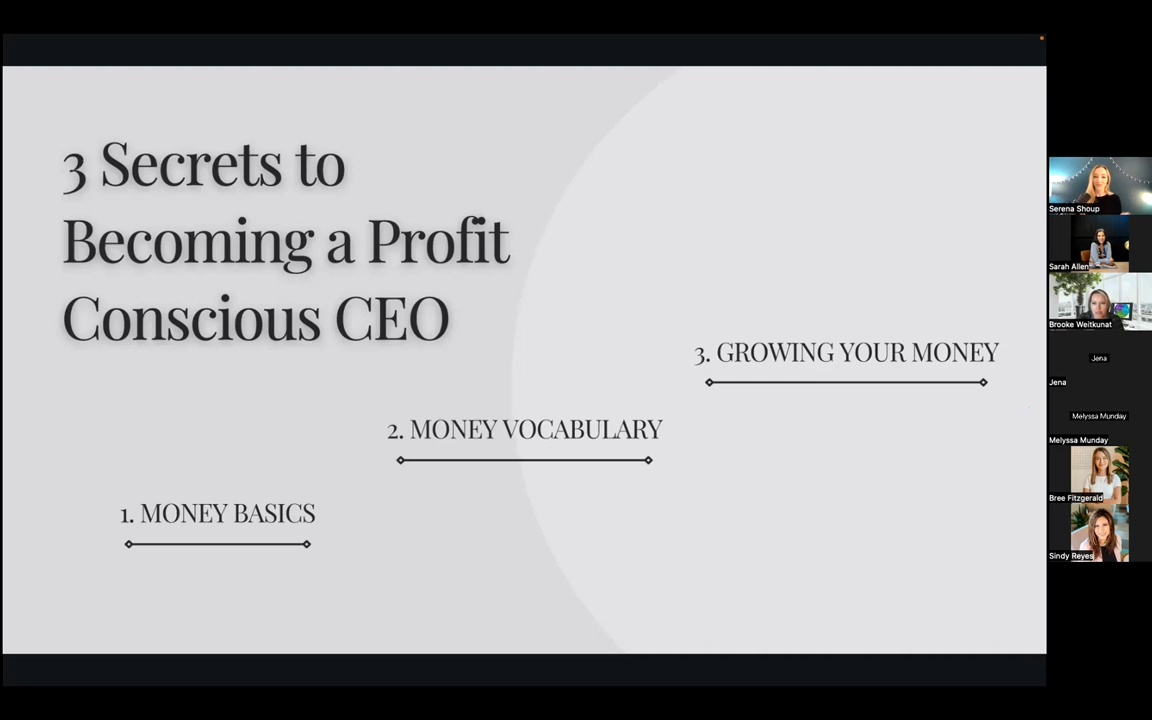 3 Secrets to
Becoming a Profit
Conscious CEO
3. GROWING YOUR MONEY
2. MONEY VOCABULARY
1. MONEY BASICS
Serena Shoup
Sarah Allen
Brooke Weitkunat
Jena
Jena
Melyssa Munday
Melyssa Munday
Bree Fitzgerald
Sindy Reyes